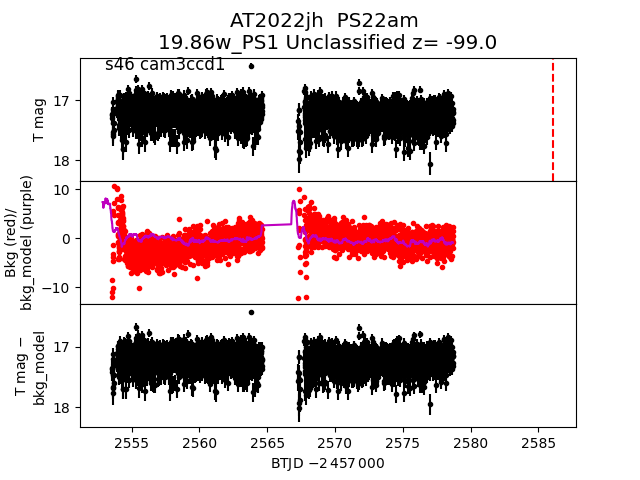 AT2022jh  PS22am
19.86w_PS1 Unclassified z= -99.0
s46 cam3ccd1
T mag
17
18
Bkg (red)/
bkg_model (purple)
10
0
−10
T mag −
bkg_model
17
18
2555 2560 2565 2570 2575 2580 2585
BTJD −2 457 000